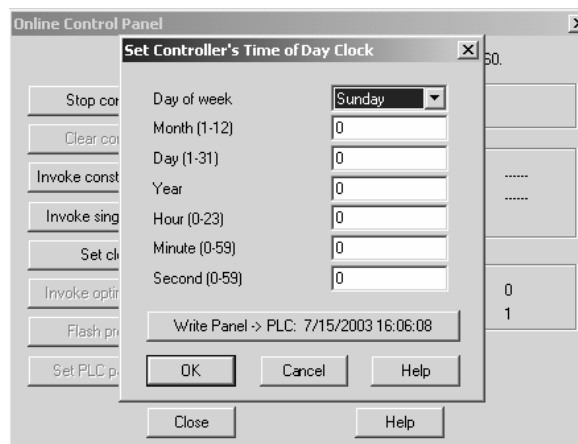 Online Control Panel
Set Controller's Time of Day Clock
60.
Stop con
Clear con
Invoke const
Invoke sing
Set cl
Invoke opti
Flash pr
Set PLC p
Day of week Sunday
Month (1-12) 0
Day (1-31) 0
Year 0
Hour (0-23) 0
Minute (0-59) 0
Second (0-59) 0
Write Panel -> PLC: 7/15/2003 16:06:08
OK Cancel Help
------
------
0
1
Close Help